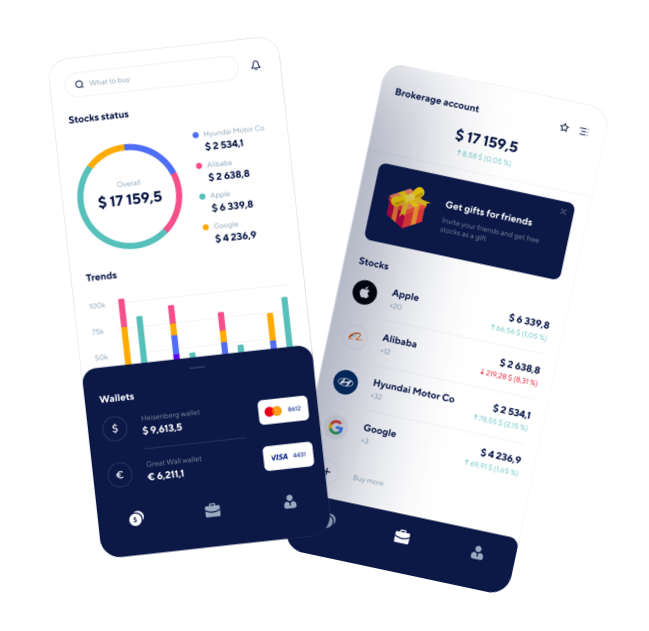 What to buy
Stocks status
Overall
$ 17 159,5
Hyundai Motor Co
$ 2 534,1
Alibaba
$ 2 638,8
Apple
$ 6 339,8
Google
$ 4 236,9
Trends
100k
75k
50k
Wallets
$
Heisenberg wallet
$ 9,613,5
8612
€
Great Wall wallet
€ 6,211,1
VISA 4431
$
Brokerage account
$ 17 159,5
↑ 8,58 $ (0,05 %)
Get gifts for friends
Invite your friends and get free
stocks as a gift
Stocks
Apple
×20
$ 6 339,8
↑ 66,56 $ (1,05 %)
Alibaba
×12
$ 2 638,8
↓ 219,28 $ (8,31 %)
Hyundai Motor Co
×32
$ 2 534,1
↑ 78,55 $ (2,15 %)
Google
×3
$ 4 236,9
↑ 69,91 $ (1,65 %)
+
Buy more